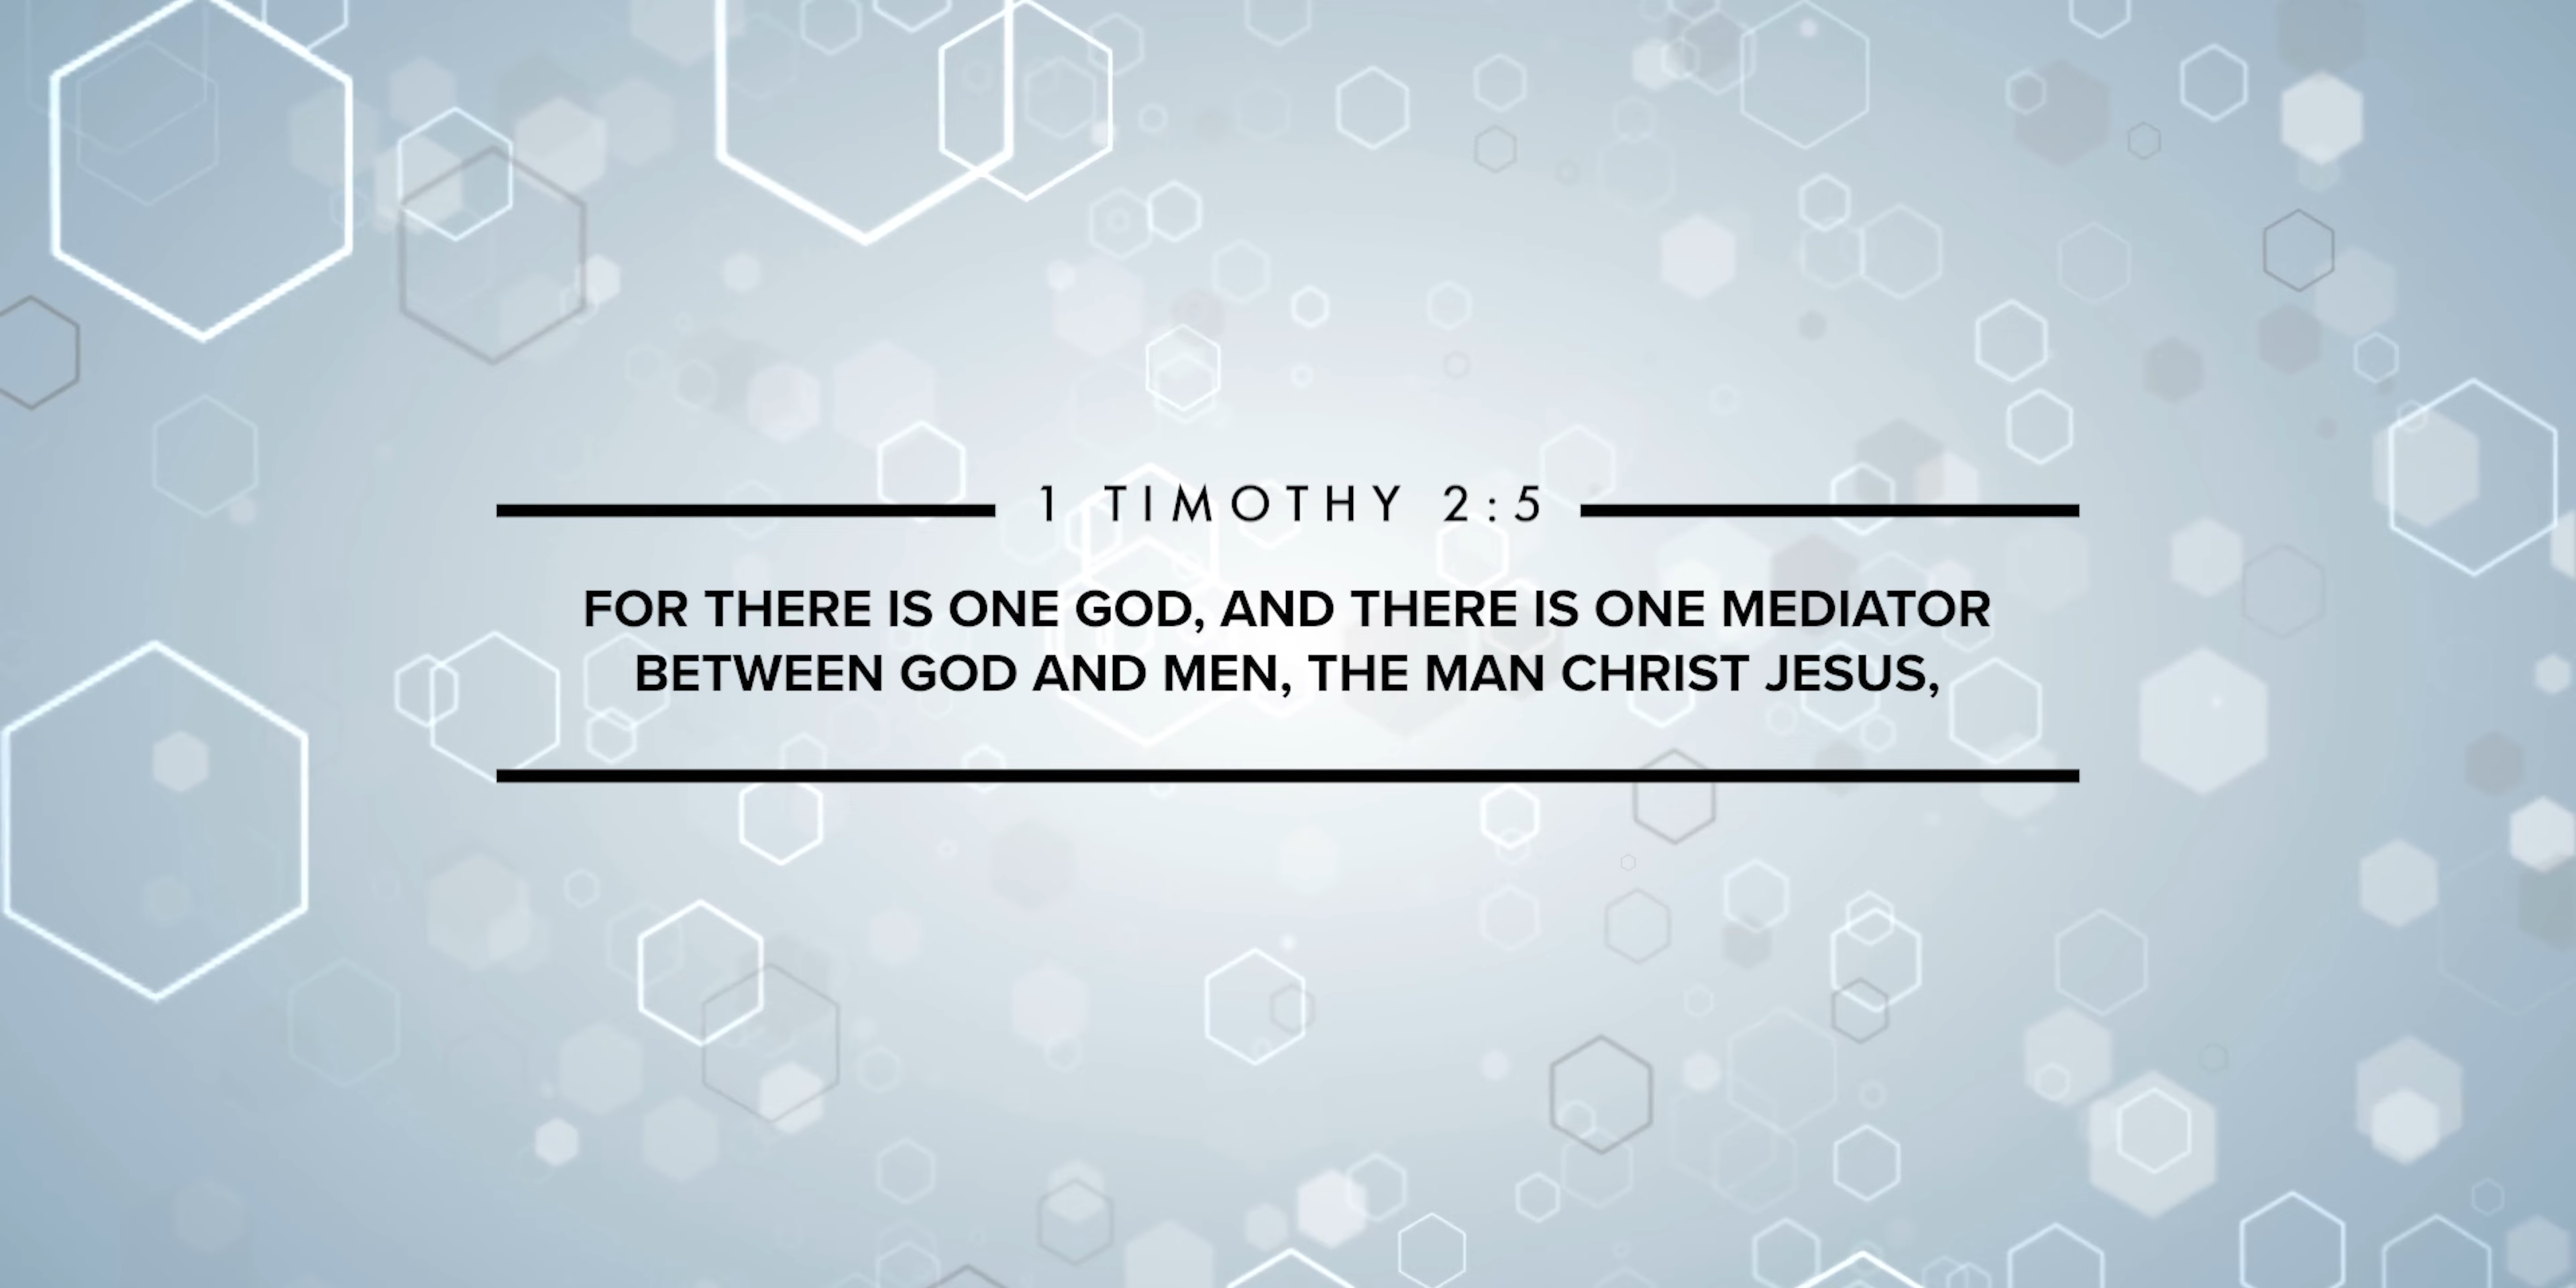 1 TIMOTHY 2:5
FOR THERE IS ONE GOD, AND THERE IS ONE MEDIATOR
BETWEEN GOD AND MEN, THE MAN CHRIST JESUS,